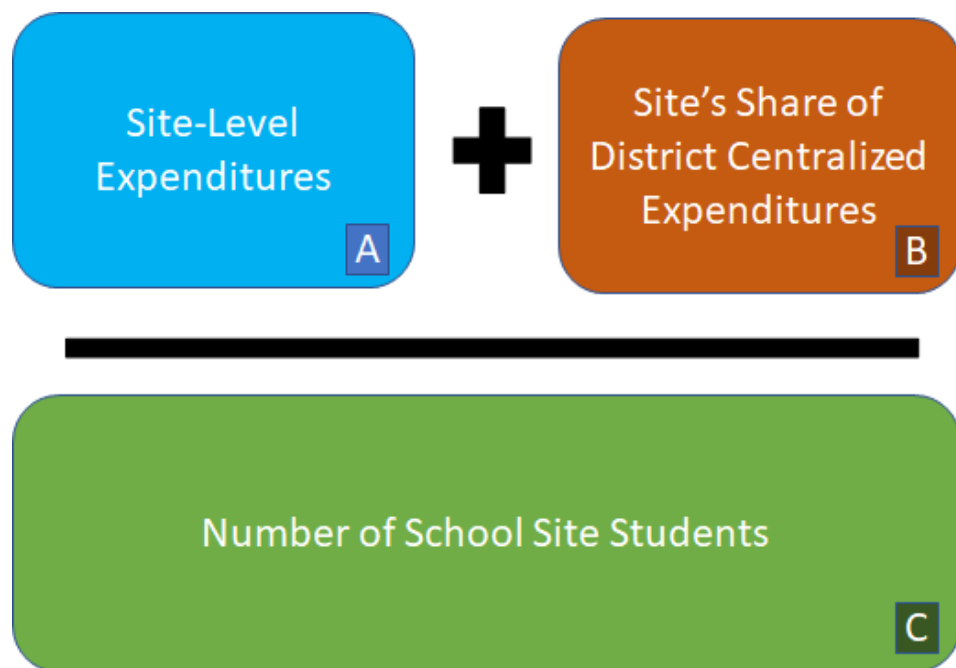 Site-Level
Expenditures
A
Site’s Share of
District Centralized
Expenditures
B
Number of School Site Students
C